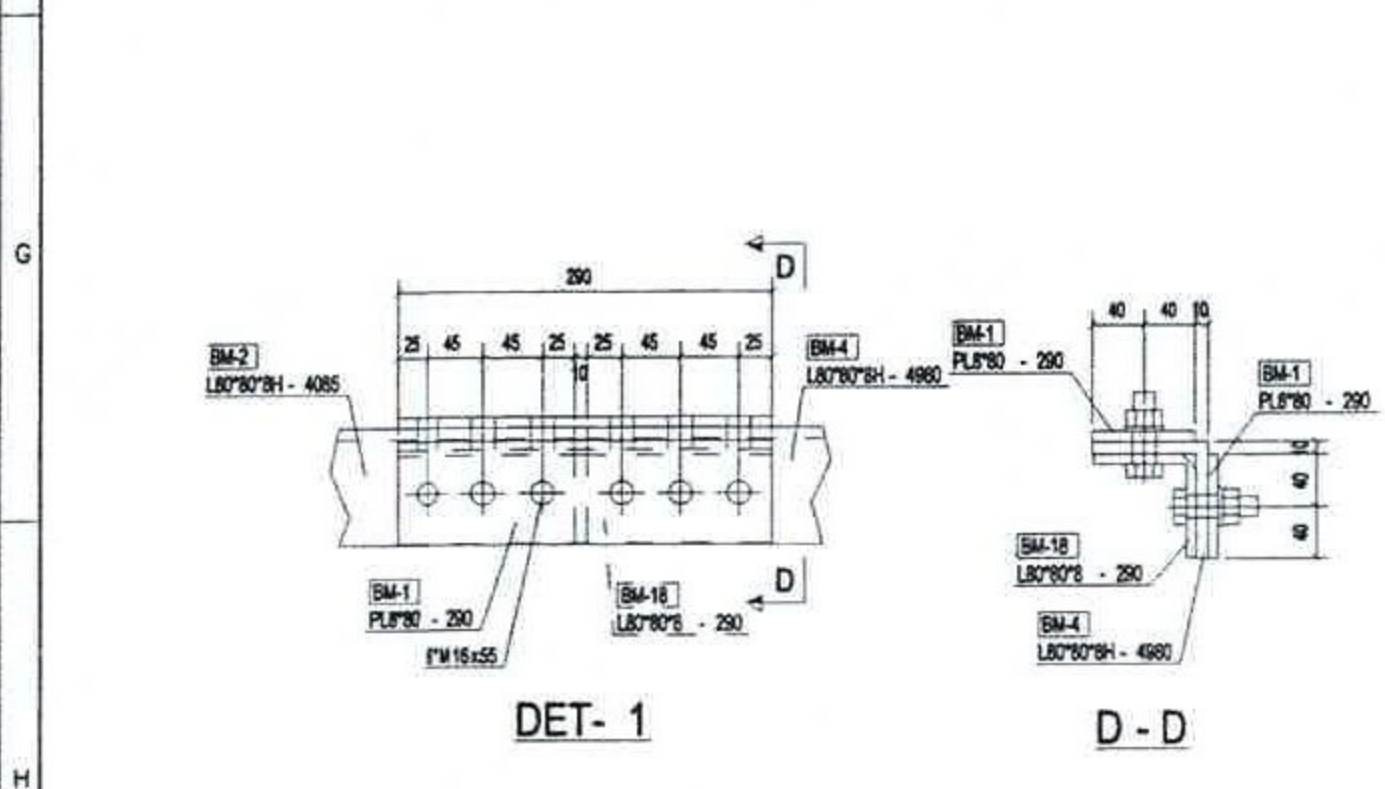 G
D
290
25 45 45 25 25 45 45 25
10
BM-2
L80*80*8H - 4085
BM-4
L80*80*8H - 4980
BM-1
PL8*80 - 290
BM-18
L80*80*8 - 290
M16x55
D
DET- 1
40 40 10
BM-1
PL8*80 - 290
BM-1
PL8*80 - 290
10
40
40
BM-18
L80*80*8 - 290
BM-4
L80*80*8H - 4980
D - D
H